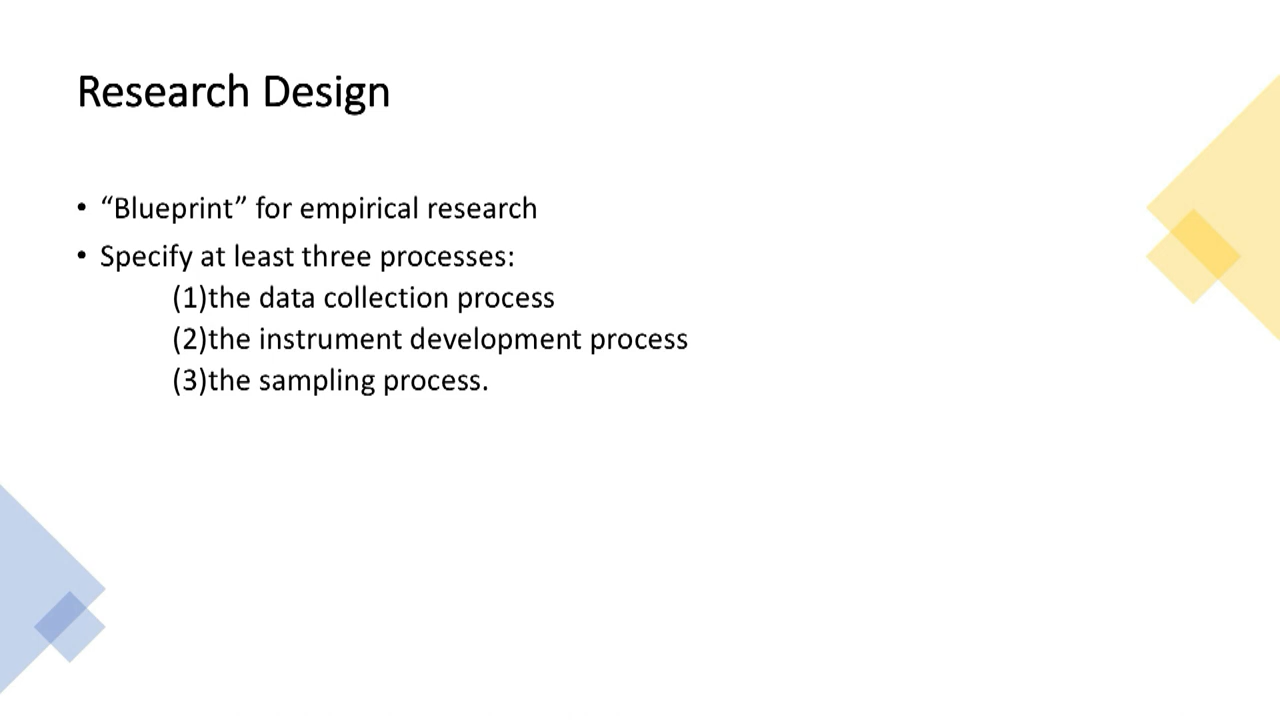 Research Design
• “Blueprint” for empirical research
• Specify at least three processes:
(1)the data collection process
(2)the instrument development process
(3)the sampling process.